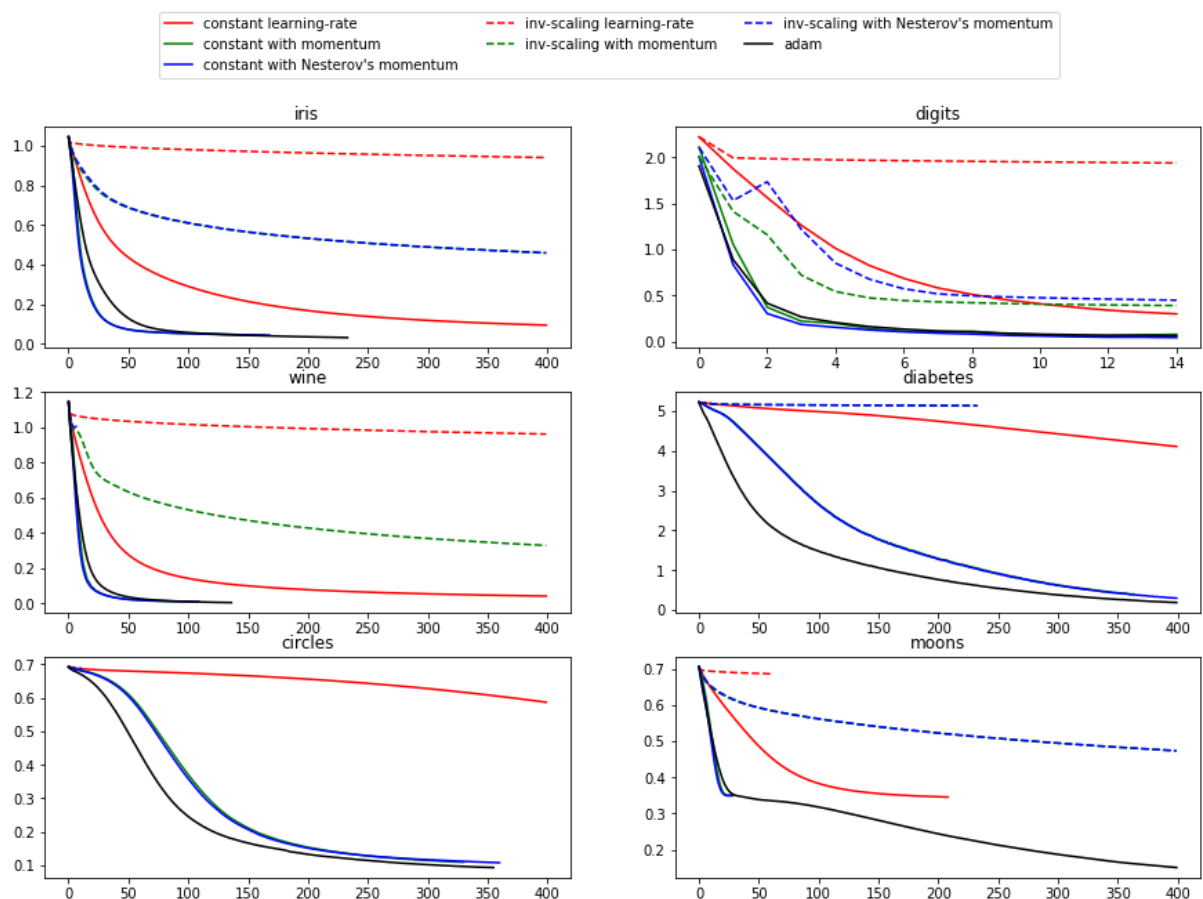 constant learning-rate
constant with momentum
constant with Nesterov's momentum
inv-scaling learning-rate
inv-scaling with momentum
inv-scaling with Nesterov's momentum
adam
iris
1.0
0.8
0.6
0.4
0.2
0.0
0 50 100 150 200 250 300 350 400
digits
2.0
1.5
1.0
0.5
0.0
0 2 4 6 8 10 12 14
wine
1.2
1.0
0.8
0.6
0.4
0.2
0.0
0 50 100 150 200 250 300 350 400
diabetes
5
4
3
2
1
0
0 50 100 150 200 250 300 350 400
circles
0.7
0.6
0.5
0.4
0.3
0.2
0.1
0 50 100 150 200 250 300 350 400
moons
0.7
0.6
0.5
0.4
0.3
0.2
0 50 100 150 200 250 300 350 400